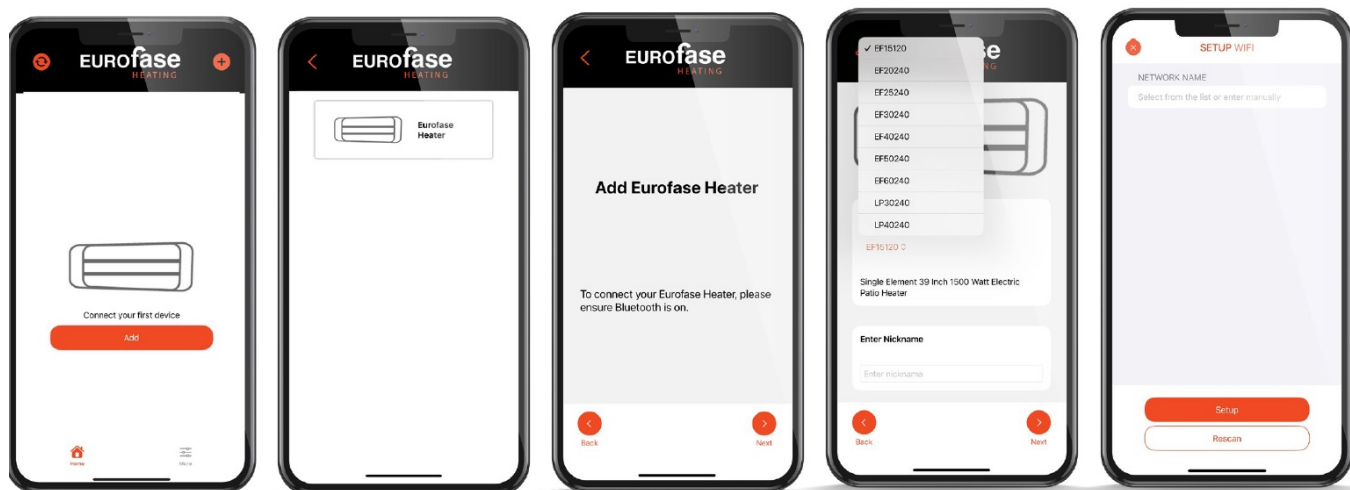 EUROfase
HEATING
Connect your first device
Add
Home
Menu
EUROfase
HEATING
Eurofase
Heater
EUROfase
HEATING
Add Eurofase Heater
To connect your Eurofase Heater, please
ensure Bluetooth is on.
Back
Next
se
NG
✓ EF15120
EF20240
EF25240
EF30240
EF40240
EF50240
EF60240
LP30240
LP40240
EF15120
Single Element 39 Inch 1500 Watt Electric
Patio Heater
Enter Nickname
Enter nickname
Back
Next
SETUP WIFI
NETWORK NAME
Select from the list or enter manually
Setup
Rescan